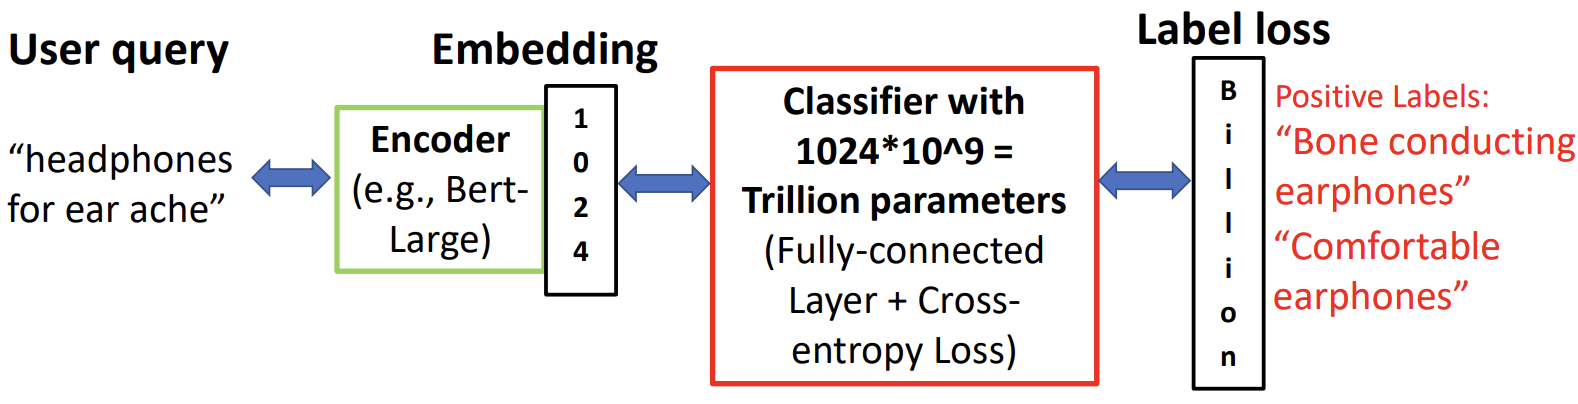 User query
“headphones
for ear ache”
Encoder
(e.g., Bert-
Large)
Embedding
1
0
2
4
Classifier with
1024*10^9 =
Trillion parameters
(Fully-connected
Layer + Cross-
entropy Loss)
Label loss
B
i
l
l
i
o
n
Positive Labels:
“Bone conducting
earphones”
“Comfortable
earphones”